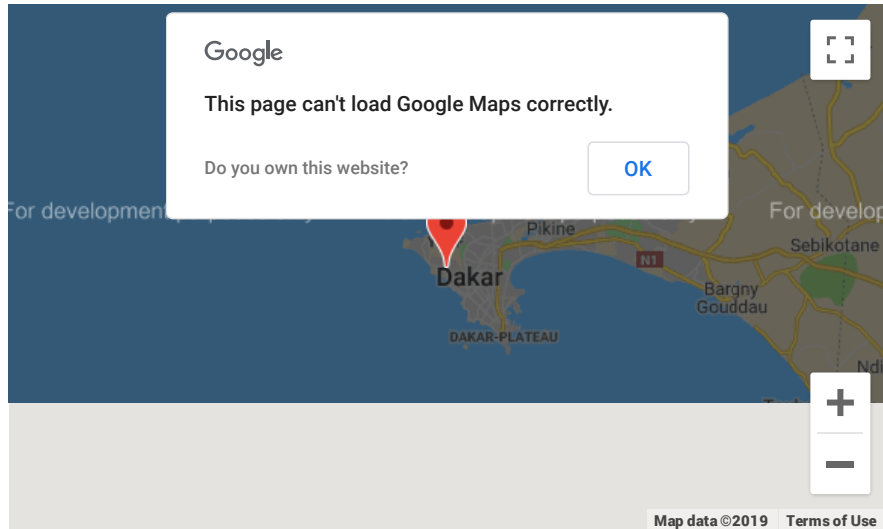 Google
This page can't load Google Maps correctly.
Do you own this website?
OK
For development
For develop
Pikine
Sebikotane
N1
Dakar
Bargny
Gouddau
DAKAR-PLATEAU
Ndi
Map data ©2019 Terms of Use